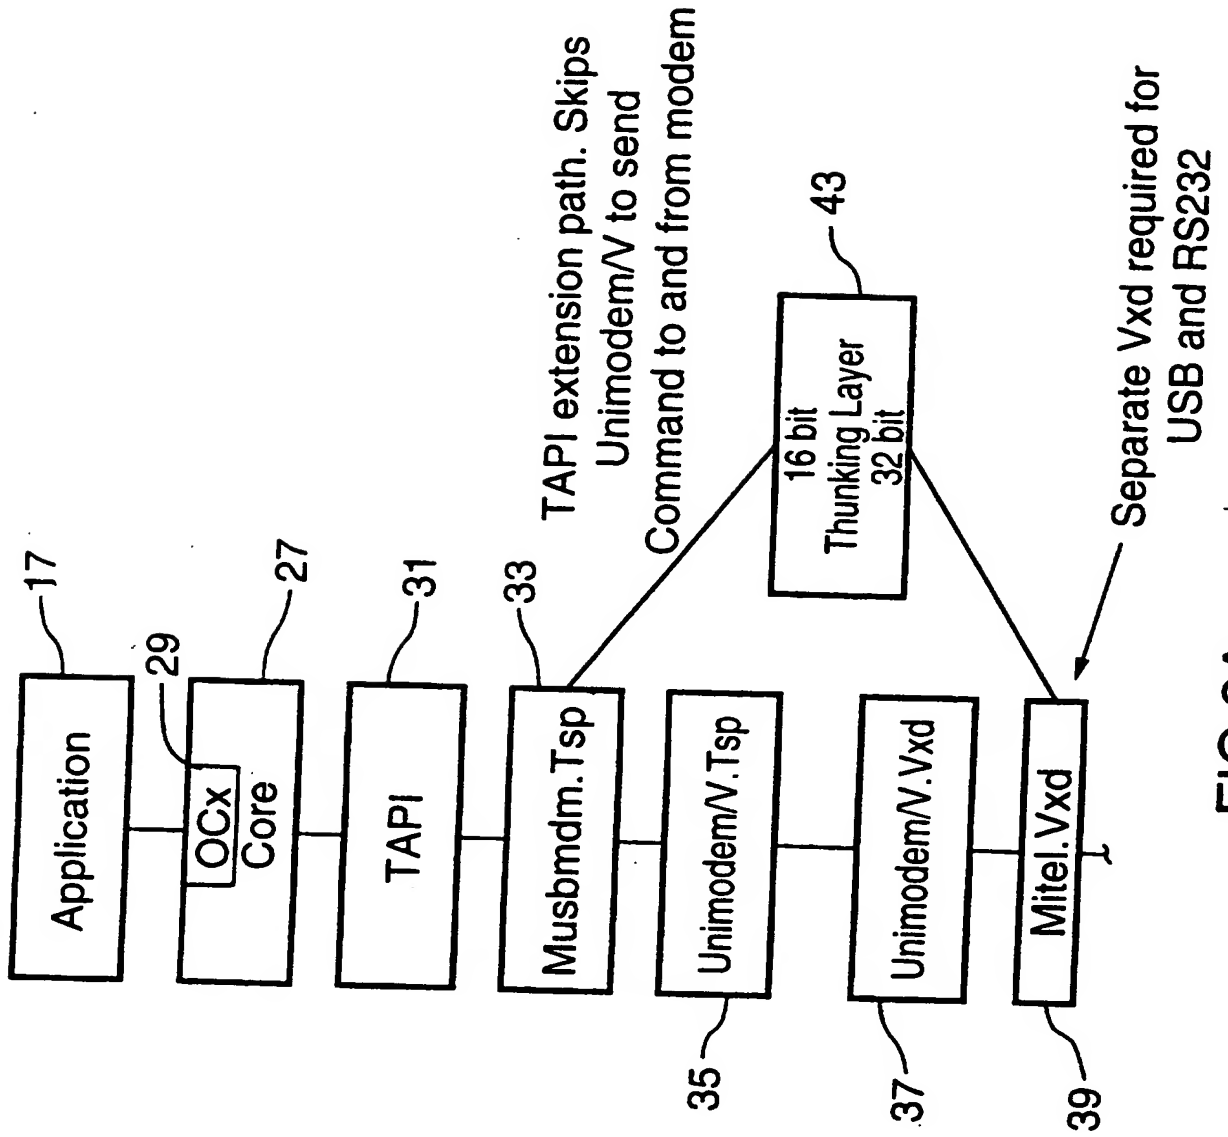 Application
17
OCx
29
Core
27
TAPI
31
Musbmdm.Tsp
33
TAPI extension path. Skips
Unimodem/V to send
Command to and from modem
Unimodem/V.Tsp
35
16 bit
Thunking Layer
32 bit
43
Unimodem/V.Vxd
37
Mitel.Vxd
39
Separate Vxd required for
USB and RS232